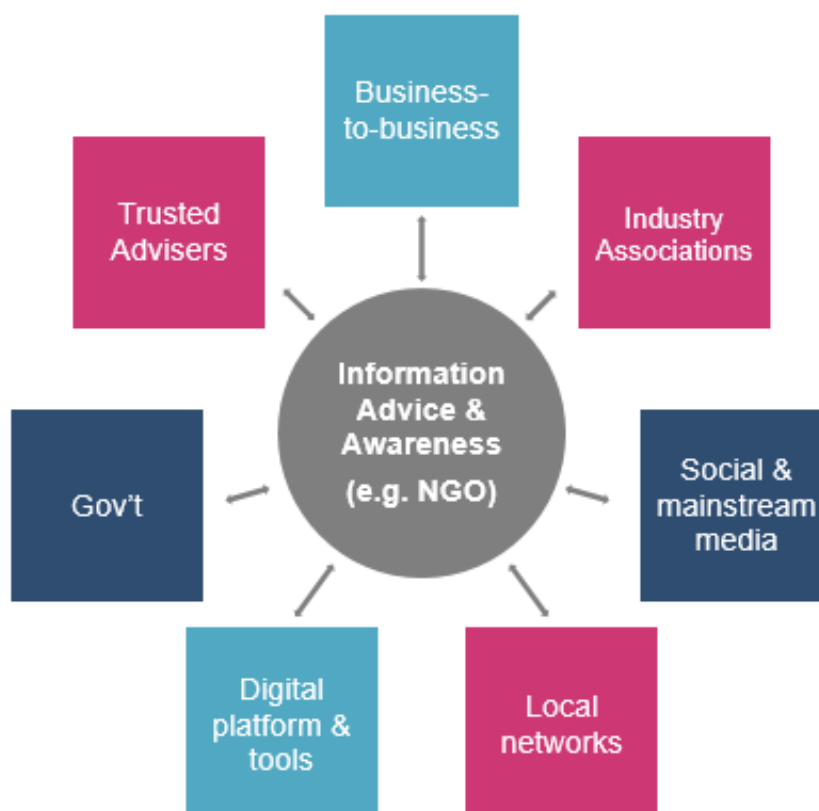 Business-
to-business
Trusted
Advisers
Industry
Associations
Information
Advice &
Awareness
(e.g. NGO)
Gov't
Social &
mainstream
media
Digital
platform &
tools
Local
networks